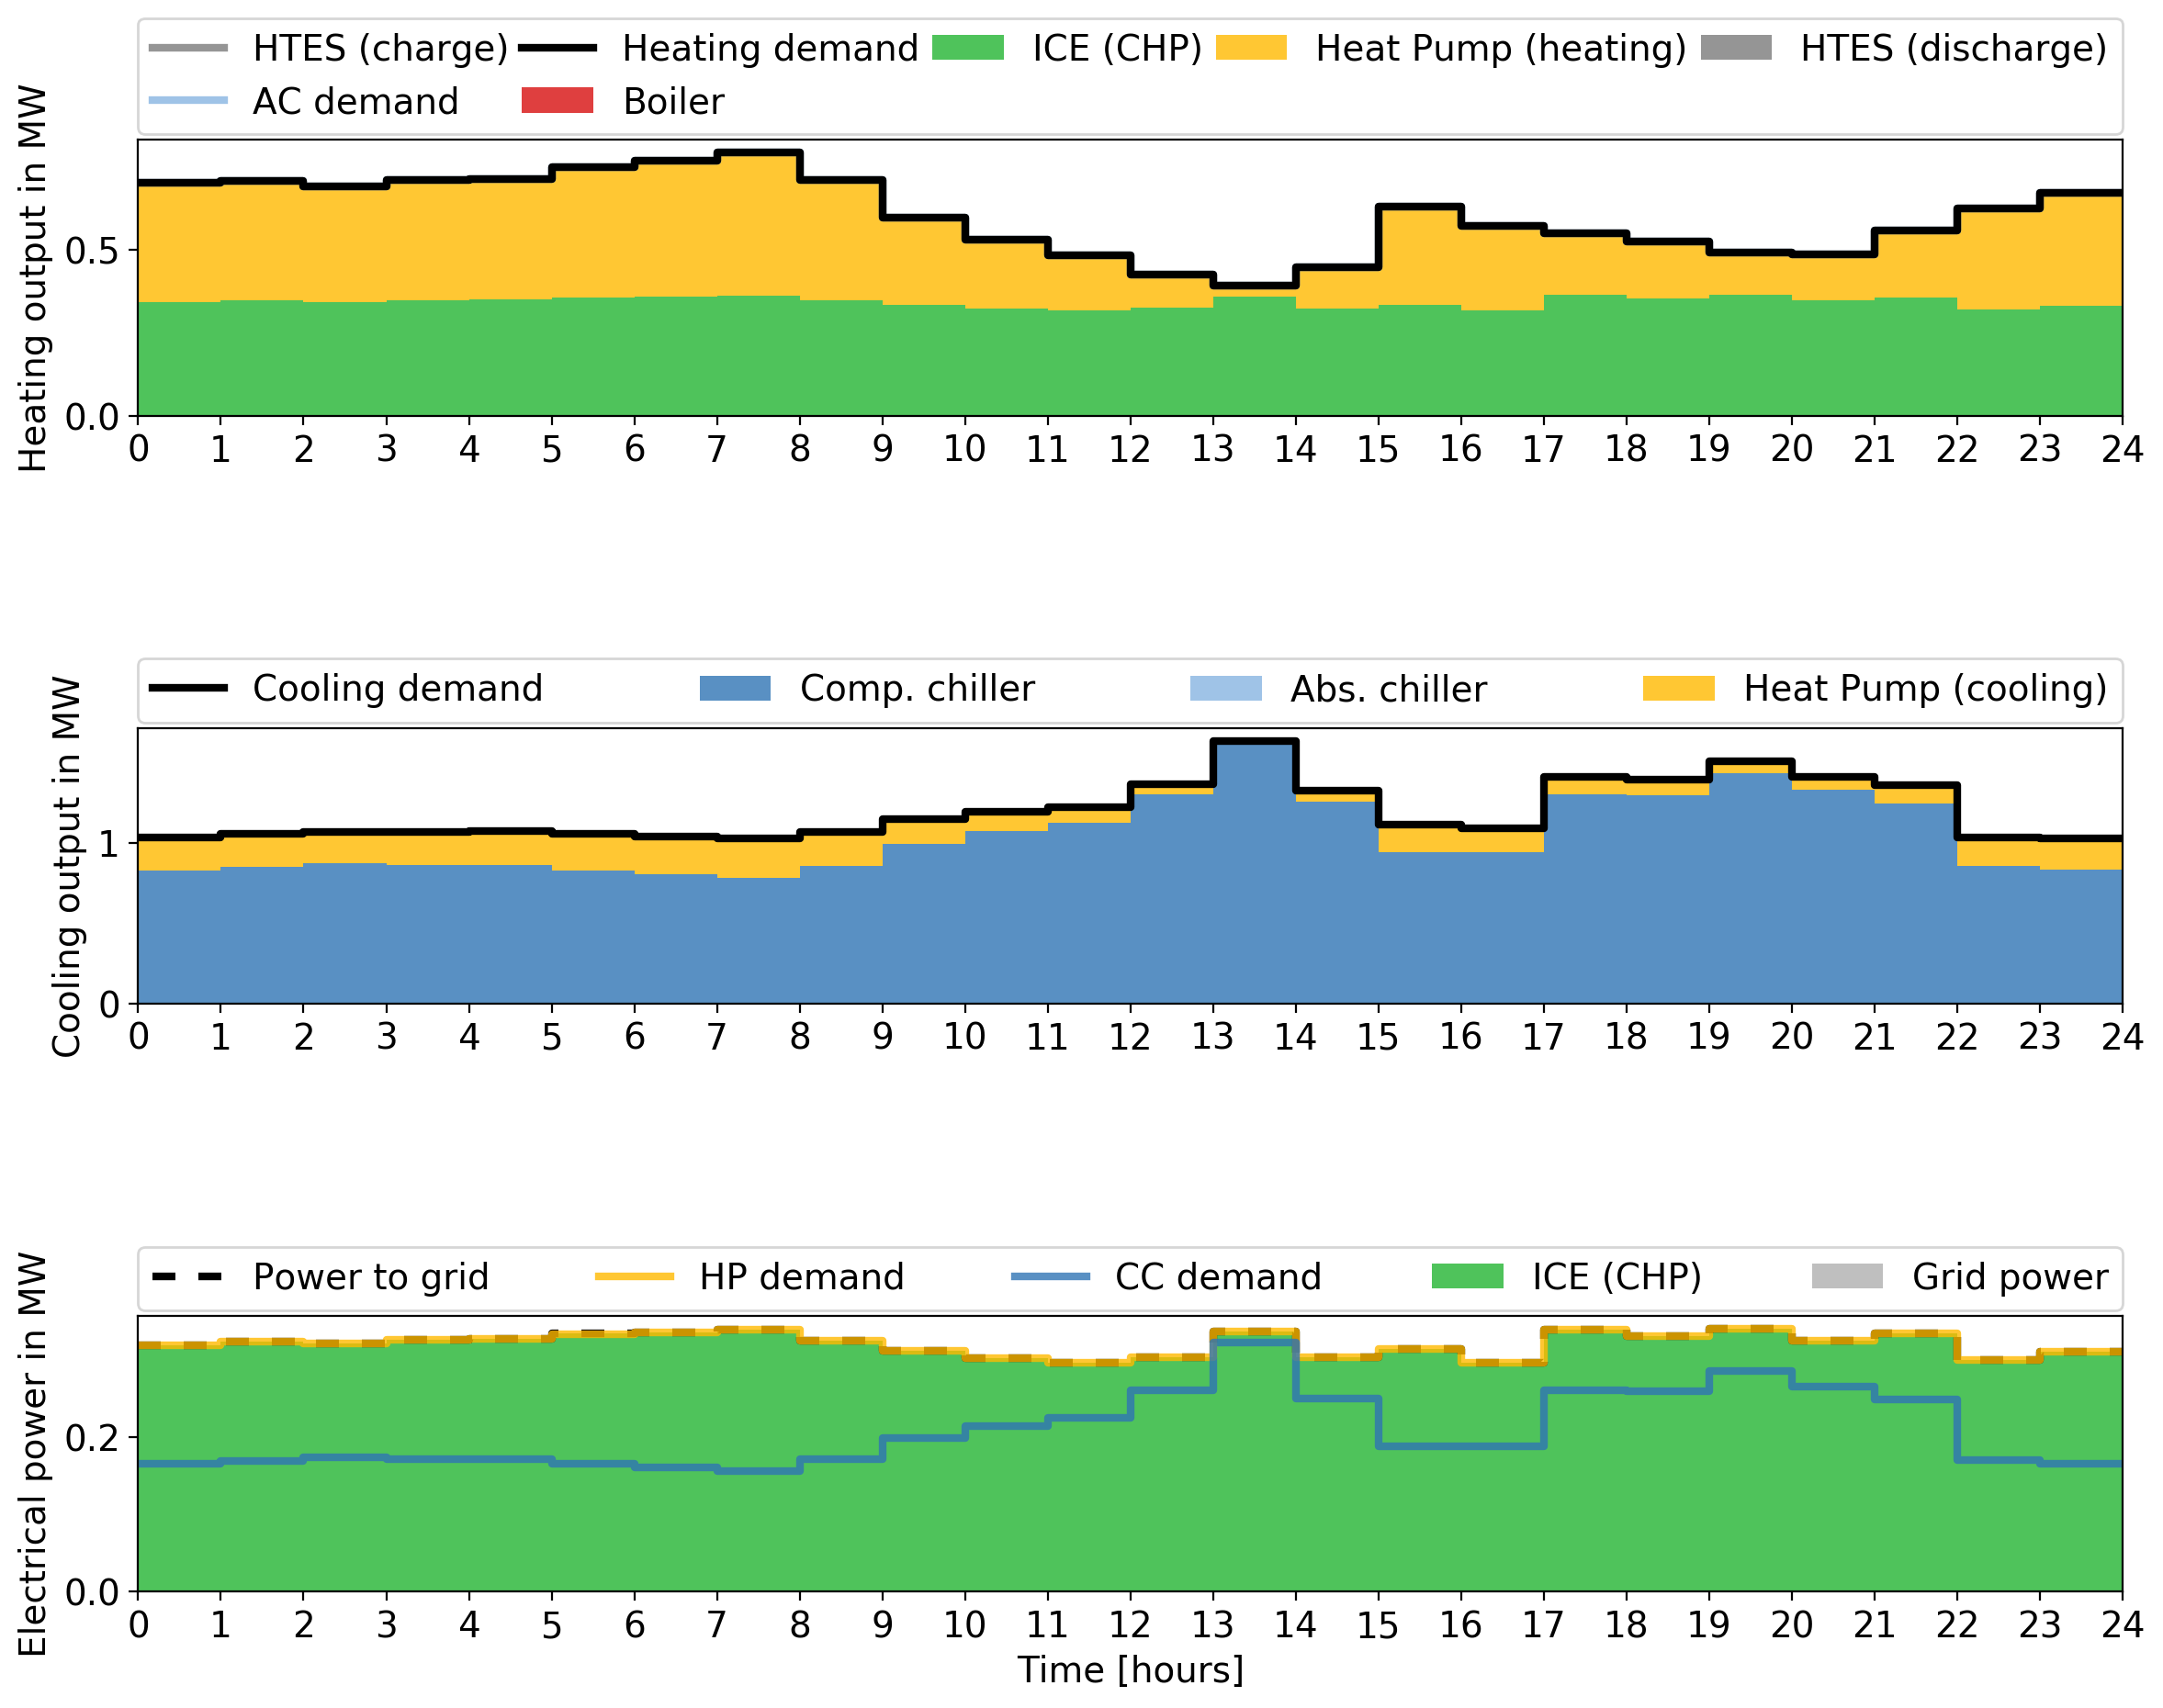 HTES (charge) Heating demand ICE (CHP) Heat Pump (heating) HTES (discharge)
AC demand Boiler
Heating output in MW
0.5
0.0
0 1 2 3 4 5 6 7 8 9 10 11 12 13 14 15 16 17 18 19 20 21 22 23 24
Cooling demand Comp. chiller Abs. chiller Heat Pump (cooling)
Cooling output in MW
1
0
0 1 2 3 4 5 6 7 8 9 10 11 12 13 14 15 16 17 18 19 20 21 22 23 24
Power to grid HP demand CC demand ICE (CHP) Grid power
Electrical power in MW
0.2
0.0
0 1 2 3 4 5 6 7 8 9 10 11 12 13 14 15 16 17 18 19 20 21 22 23 24
Time [hours]